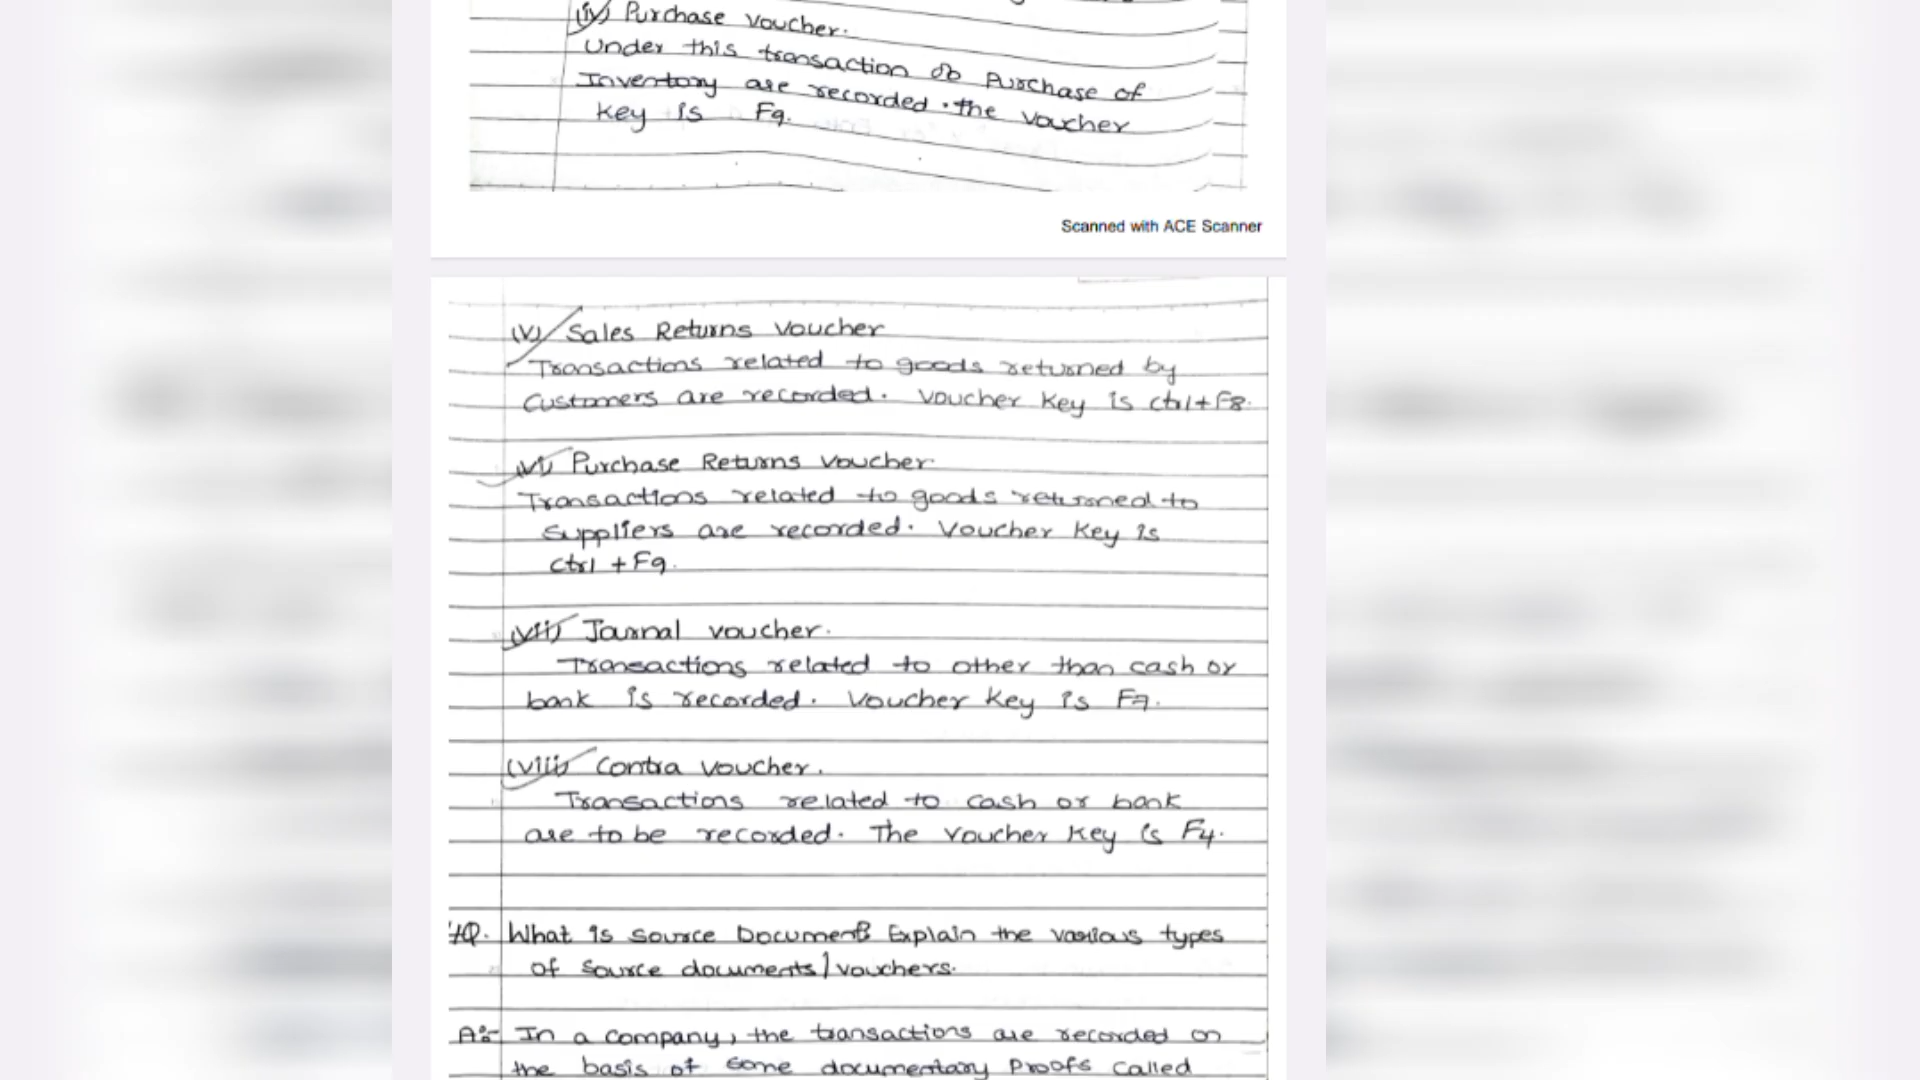 (iv) Purchase voucher.
Under this transaction ob Purchase of
Inventory are recorded. the voucher
key is F9.
Scanned with ACE Scanner
(v) Sales Returns voucher
Transactions related to goods returned by
Customers are recorded. Voucher key is ctrl+F8.
(vi) Purchase Returns voucher.
Transactions related to goods returned to
Suppliers are recorded. Voucher key is
ctrl +F9.
(vii) Jarnal voucher.
Transactions related to other than cash or
bank is recorded. Voucher key is F7.
(viii) Contra voucher.
Transactions related to cash or bank
are to be recorded. The voucher key is F4.
4Q. What is source Document? Explain the various types
of source documents/vouchers.
A:- In a company, the transactions are recorded on
the basis of some documentary Proofs called